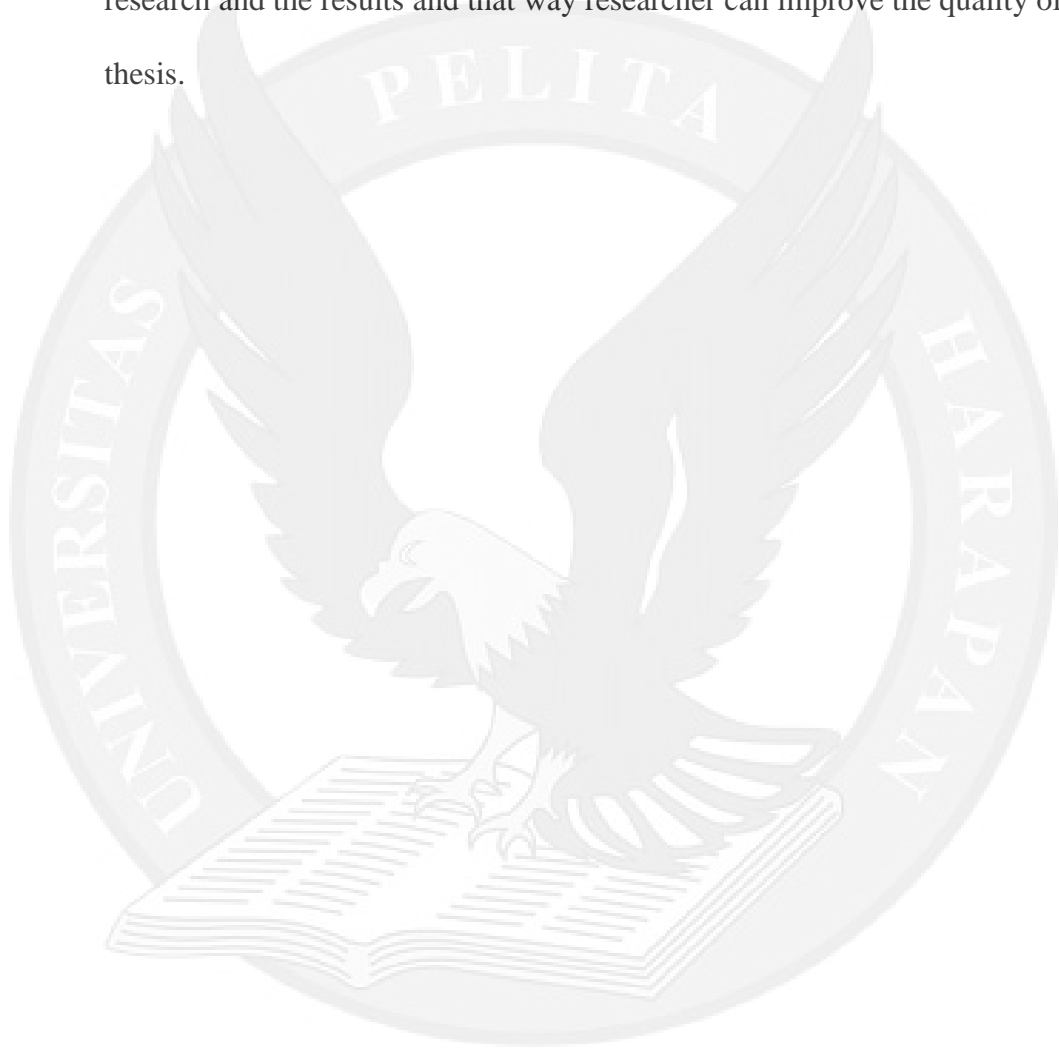 research and the results and that way researcher can improve the quality of
thesis.
UNIVERSITAS PELITA HARAPAN